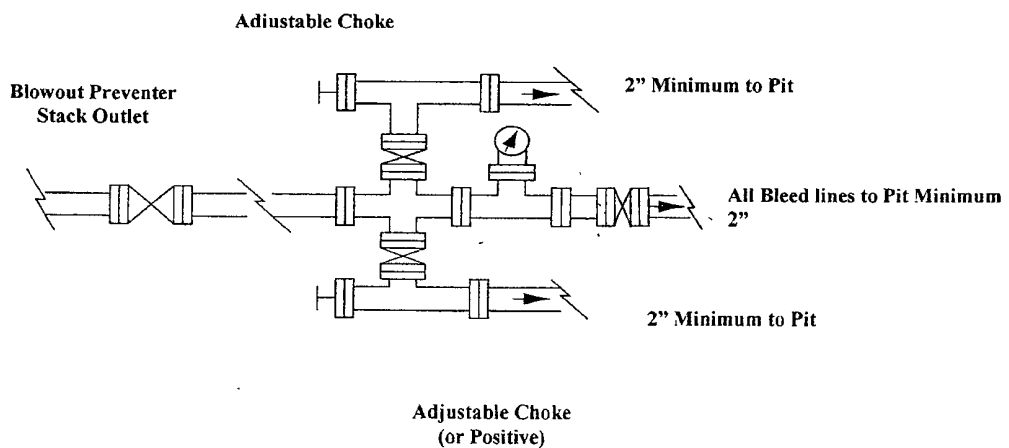 Adiustable Choke
Blowout Preventer
Stack Outlet
2” Minimum to Pit
All Bleed lines to Pit Minimum
2”
2” Minimum to Pit
Adjustable Choke
(or Positive)